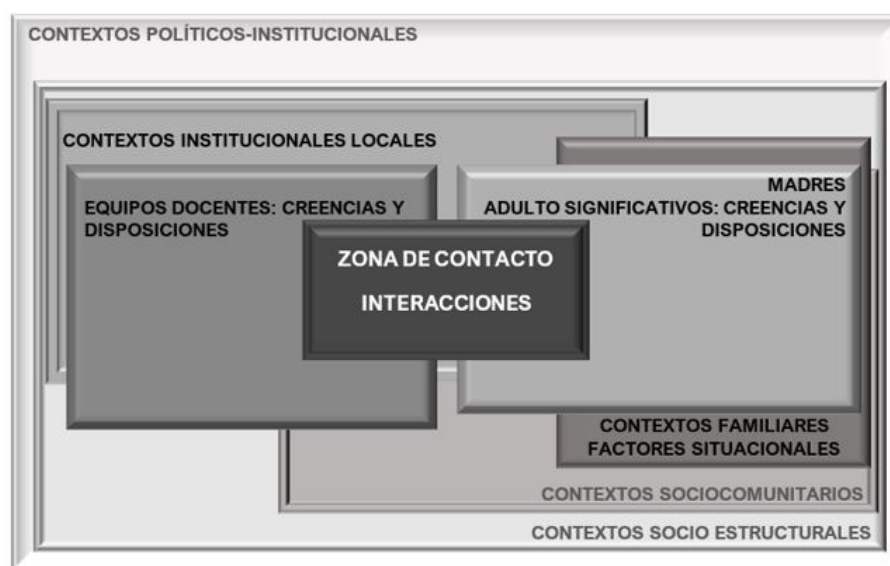 CONTEXTOS POLÍTICOS-INSTITUCIONALES
CONTEXTOS INSTITUCIONALES LOCALES
EQUIPOS DOCENTES: CREENCIAS Y
DISPOSICIONES
MADRES
ADULTO SIGNIFICATIVOS: CREENCIAS Y
DISPOSICIONES
ZONA DE CONTACTO
INTERACCIONES
CONTEXTOS FAMILIARES
FACTORES SITUACIONALES
CONTEXTOS SOCIOCOMUNITARIOS
CONTEXTOS SOCIO ESTRUCTURALES